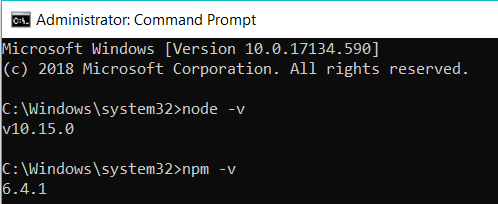 Administrator: Command Prompt
Microsoft Windows [Version 10.0.17134.590]
(c) 2018 Microsoft Corporation. All rights reserved.
C:\Windows\system32>node -v
v10.15.0
C:\Windows\system32>npm -v
6.4.1